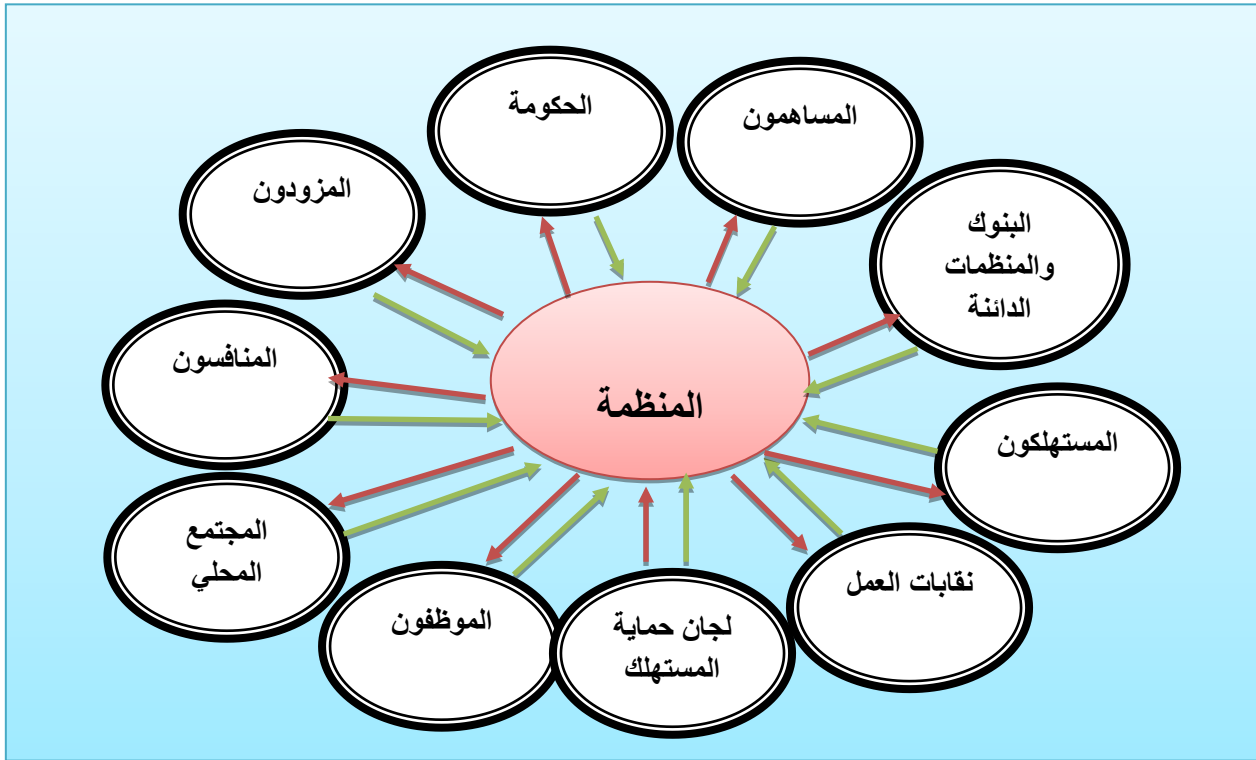 الحكومة
المساهمون
المزودون
البنوك
والمنظمات
الدائنة
المنافسون
المنظمة
المستهلكون
المجتمع
المحلي
نقابات العمل
الموظفون
لجان حماية
المستهلك